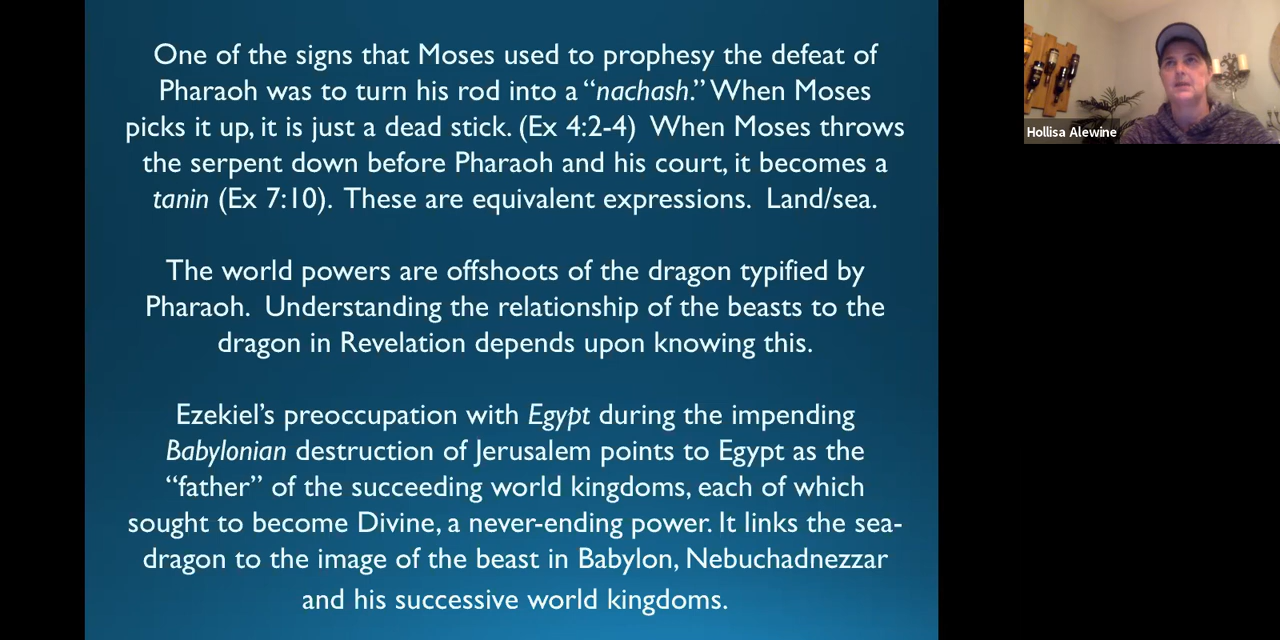 One of the signs that Moses used to prophesy the defeat of
Pharaoh was to turn his rod into a “nachash.” When Moses
picks it up, it is just a dead stick. (Ex 4:2-4)  When Moses throws
the serpent down before Pharaoh and his court, it becomes a
tanin (Ex 7:10).  These are equivalent expressions.  Land/sea.
The world powers are offshoots of the dragon typified by
Pharaoh.  Understanding the relationship of the beasts to the
dragon in Revelation depends upon knowing this.
Ezekiel’s preoccupation with Egypt during the impending
Babylonian destruction of Jerusalem points to Egypt as the
“father” of the succeeding world kingdoms, each of which
sought to become Divine, a never-ending power. It links the sea-
dragon to the image of the beast in Babylon, Nebuchadnezzar
and his successive world kingdoms.
Hollisa Alewine